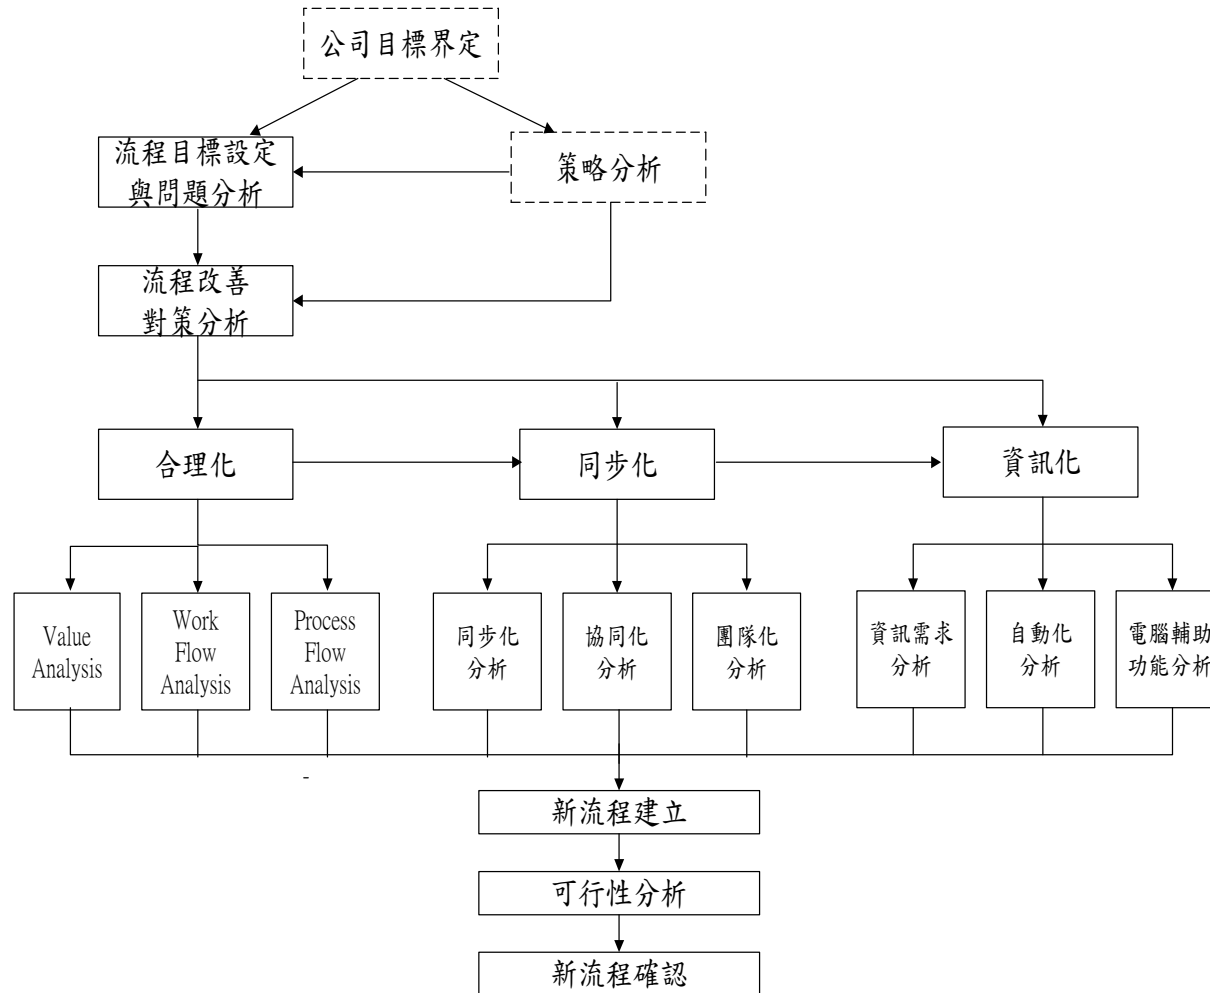 公司目標界定
流程目標設定
與問題分析
策略分析
流程改善
對策分析
合理化
同步化
資訊化
Value
Analysis
Work
Flow
Analysis
Process
Flow
Analysis
同步化
分析
協同化
分析
團隊化
分析
資訊需求
分析
自動化
分析
電腦輔助
功能分析
-
新流程建立
可行性分析
新流程確認